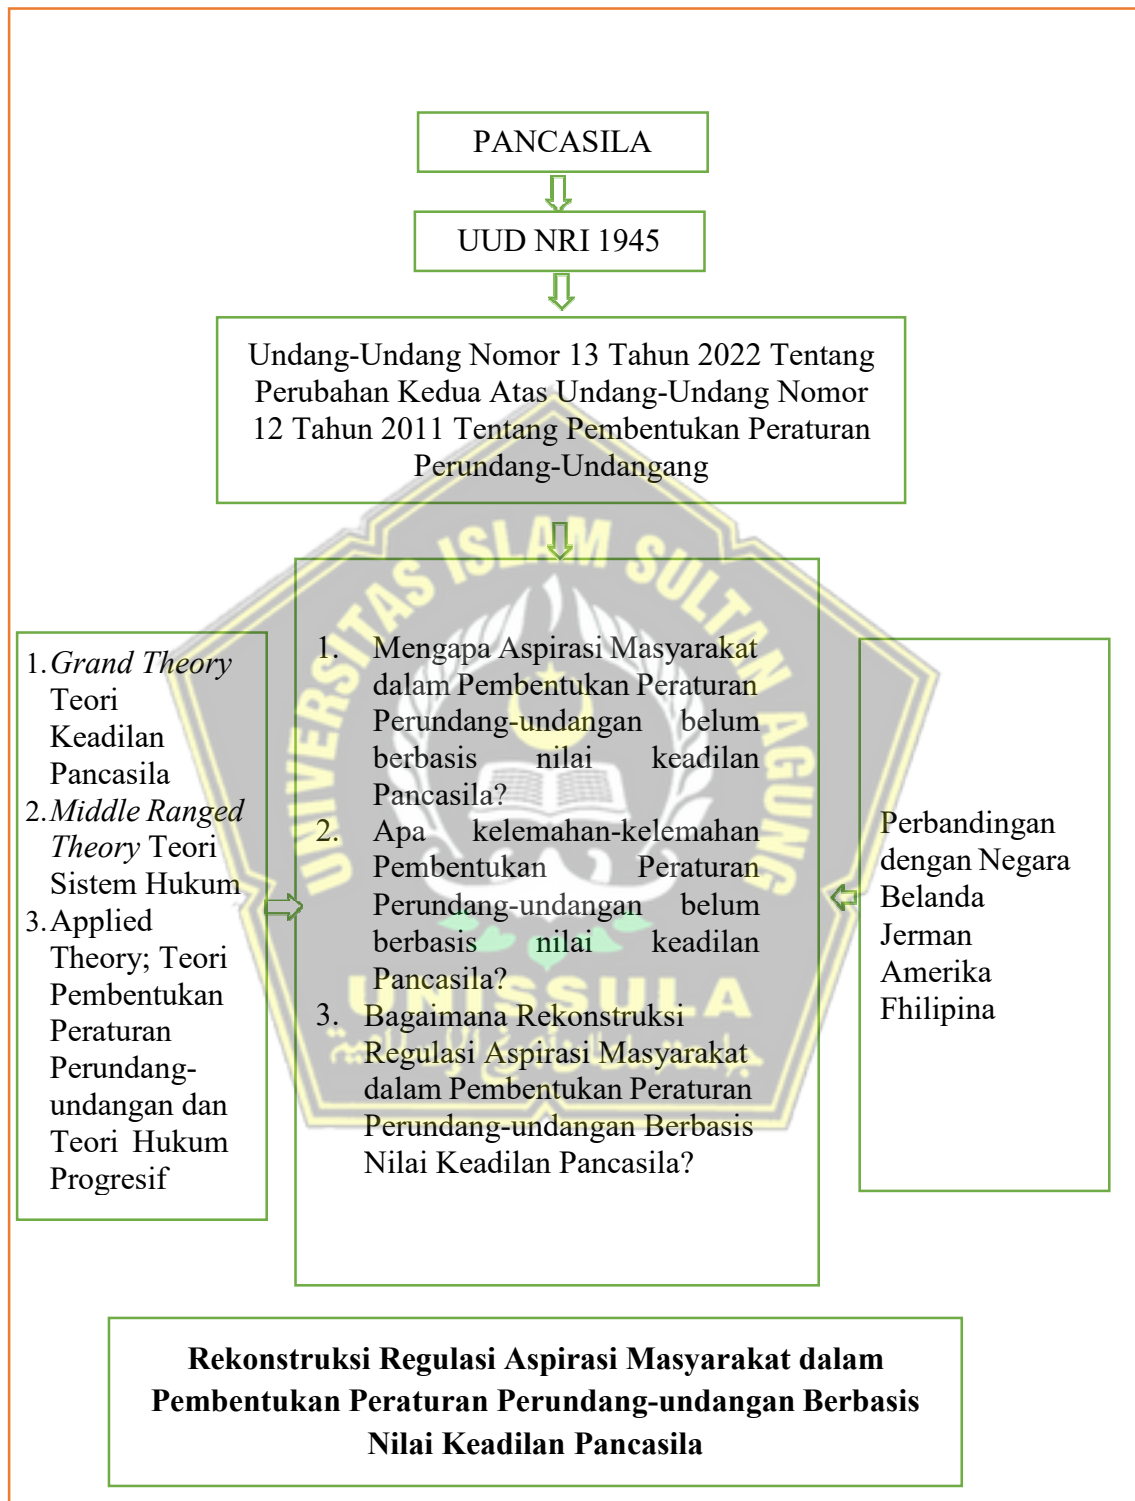 PANCASILA
UUD NRI 1945
Undang-Undang Nomor 13 Tahun 2022 Tentang
Perubahan Kedua Atas Undang-Undang Nomor
12 Tahun 2011 Tentang Pembentukan Peraturan
Perundang-Undangang
1. Grand Theory
Teori
Keadilan
Pancasila
2. Middle Ranged
Theory Teori
Sistem Hukum
3. Applied
Theory; Teori
Pembentukan
Peraturan
Perundang-
undangan dan
Teori Hukum
Progresif
1. Mengapa Aspirasi Masyarakat
dalam Pembentukan Peraturan
Perundang-undangan belum
berbasis nilai keadilan
Pancasila?
2. Apa kelemahan-kelemahan
Pembentukan Peraturan
Perundang-undangan belum
berbasis nilai keadilan
Pancasila?
3. Bagaimana Rekonstruksi
Regulasi Aspirasi Masyarakat
dalam Pembentukan Peraturan
Perundang-undangan Berbasis
Nilai Keadilan Pancasila?
Perbandingan
dengan Negara
Belanda
Jerman
Amerika
Fhilipina
UNIVERSITAS ISLAM SULTAN AGUNG
UNISSULA
Rekonstruksi Regulasi Aspirasi Masyarakat dalam
Pembentukan Peraturan Perundang-undangan Berbasis
Nilai Keadilan Pancasila